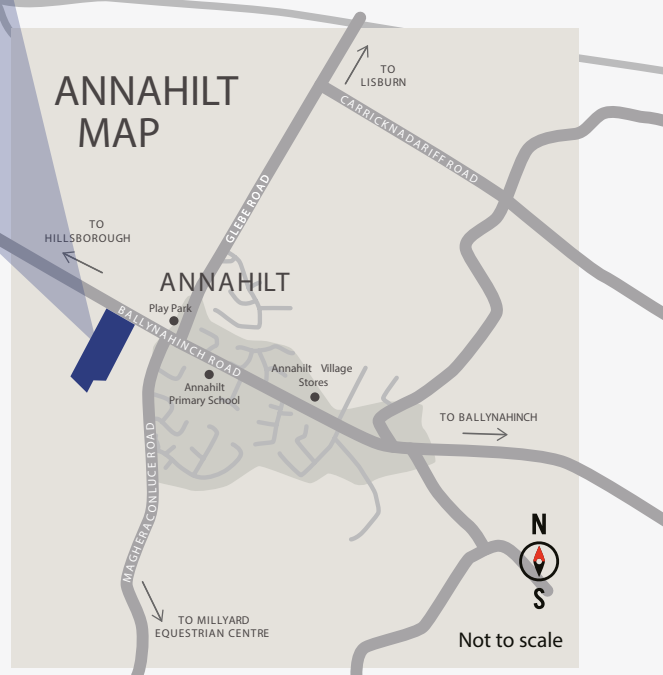 ANNAHILT
MAP
TO
LISBURN
CARRICKNADARIFF ROAD
GLEBE ROAD
TO
HILLSBOROUGH
ANNAHILT
Play Park
BALLYNAHINCH ROAD
Annahilt Village
Stores
Annahilt
Primary School
TO BALLYNAHINCH
MAGHERACONLUCE ROAD
N
S
TO MILLYARD
EQUESTRIAN CENTRE
Not to scale